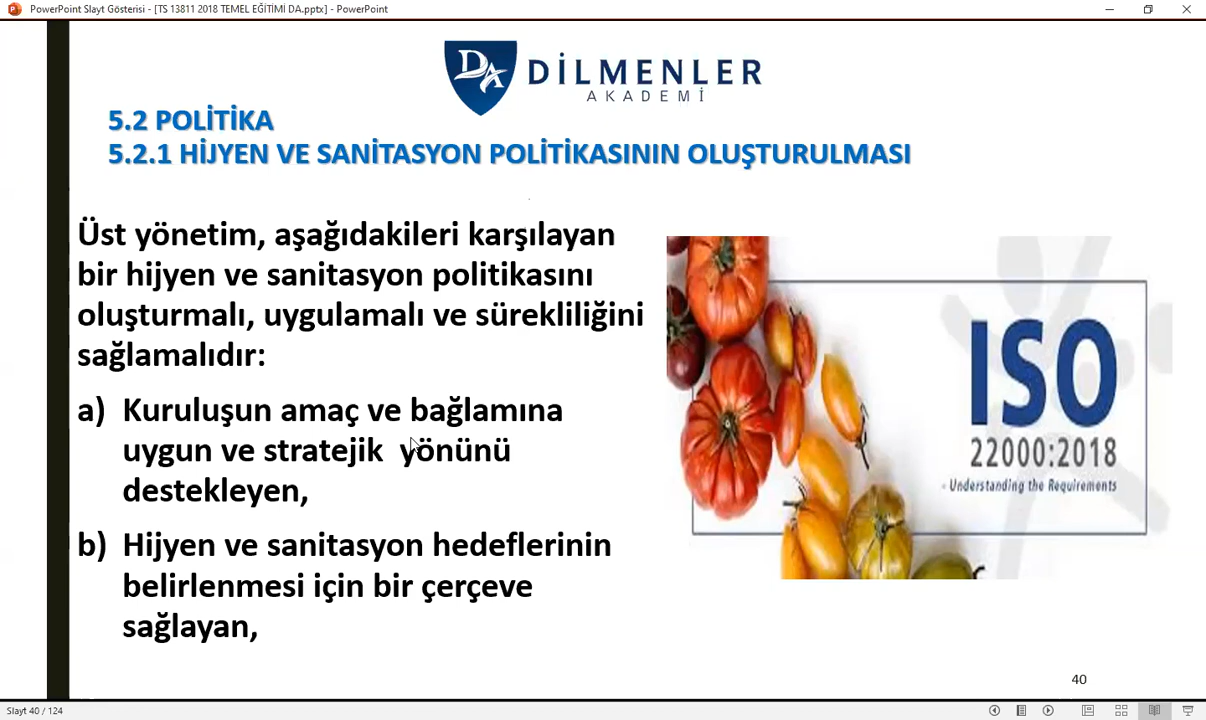 PowerPoint Slayt Gösterisi - [TS 13811 2018 TEMEL EĞİTİMİ DA.pptx] - PowerPoint
DA
DİLMENLER
AKADEMİ
5.2 POLİTİKA
5.2.1 HİJYEN VE SANİTASYON POLİTİKASININ OLUŞTURULMASI
Üst yönetim, aşağıdakileri karşılayan
bir hijyen ve sanitasyon politikasını
oluşturmalı, uygulamalı ve sürekliliğini
sağlamalıdır:
a) Kuruluşun amaç ve bağlamına
uygun ve stratejik yönünü
destekleyen,
b) Hijyen ve sanitasyon hedeflerinin
belirlenmesi için bir çerçeve
sağlayan,
ISO
22000:2018
- Understanding the Requirements
40
Slayt 40 / 124